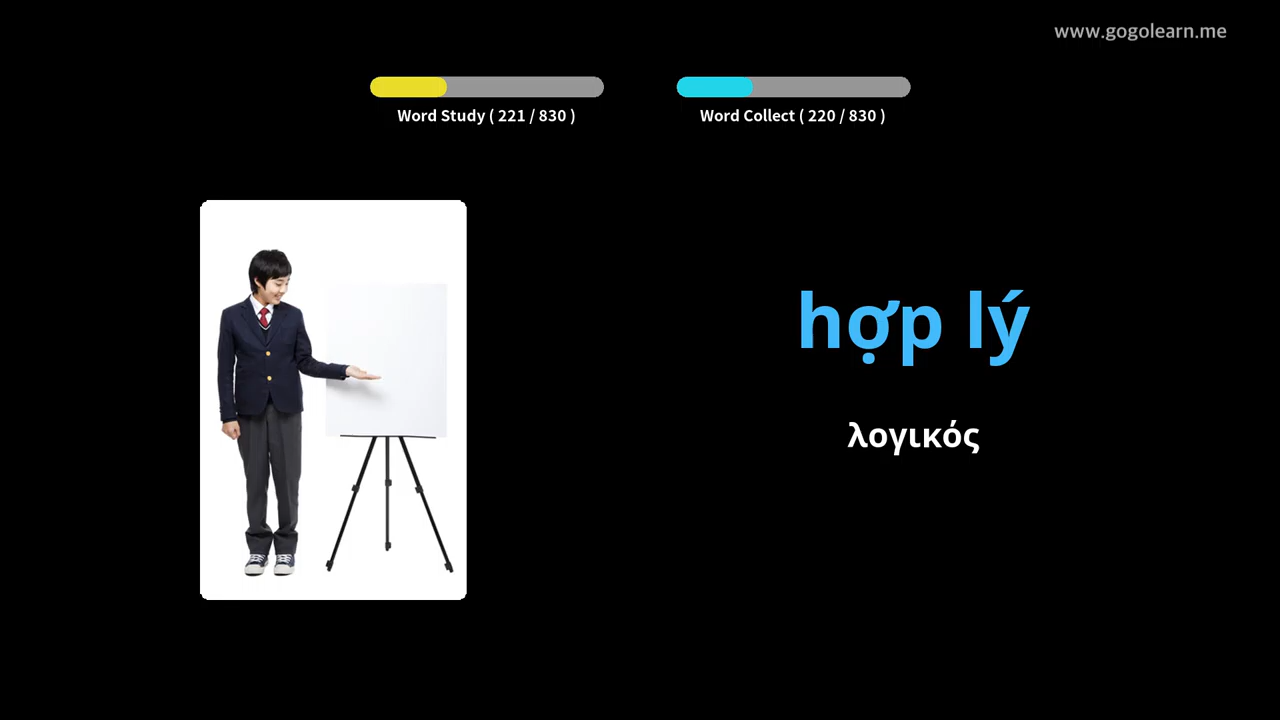 www.gogolearn.me
Word Study ( 221 / 830 )
Word Collect ( 220 / 830 )
hợp lý
λογικός